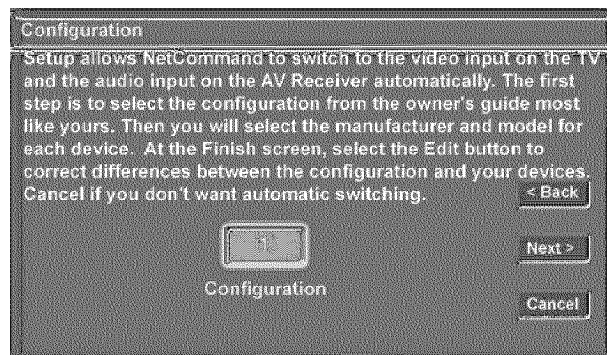 Configuration
Setup allows NetCommand to switch to the video input on the TV
and the audio input on the AV Receiver automatically. The first
step is to select the configuration from the owner's guide most
like yours. Then you will select the manufacturer and model for
each device. At the Finish screen, select the Edit button to
correct differences between the configuration and your devices.
Cancel if you don't want automatic switching.
< Back
1
Next >
Configuration
Cancel